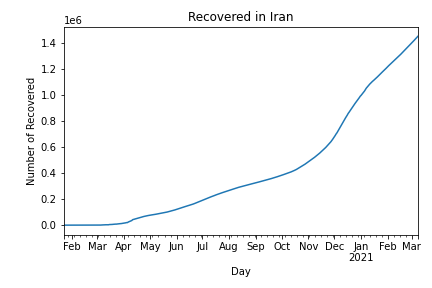 Recovered in Iran
1e6
1.4
1.2
1.0
0.8
0.6
0.4
0.2
0.0
Number of Recovered
Feb Mar Apr May Jun Jul Aug Sep Oct Nov Dec Jan Feb Mar
2021
Day